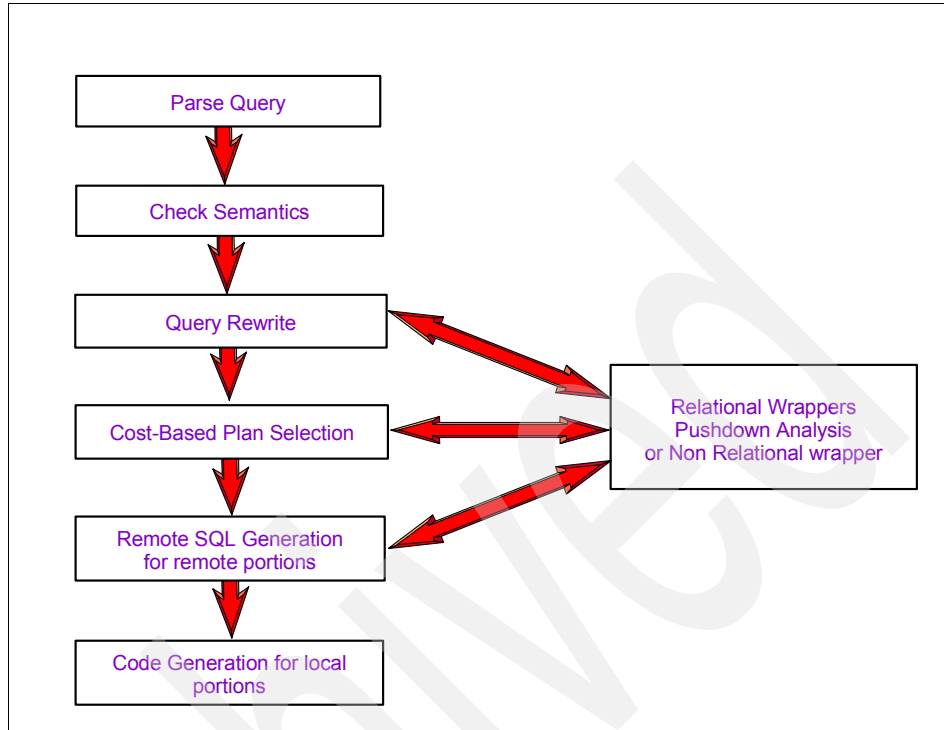 Parse Query
Check Semantics
Query Rewrite
Cost-Based Plan Selection
Remote SQL Generation
for remote portions
Code Generation for local
portions
Relational Wrappers
Pushdown Analysis
or Non Relational wrapper
hived